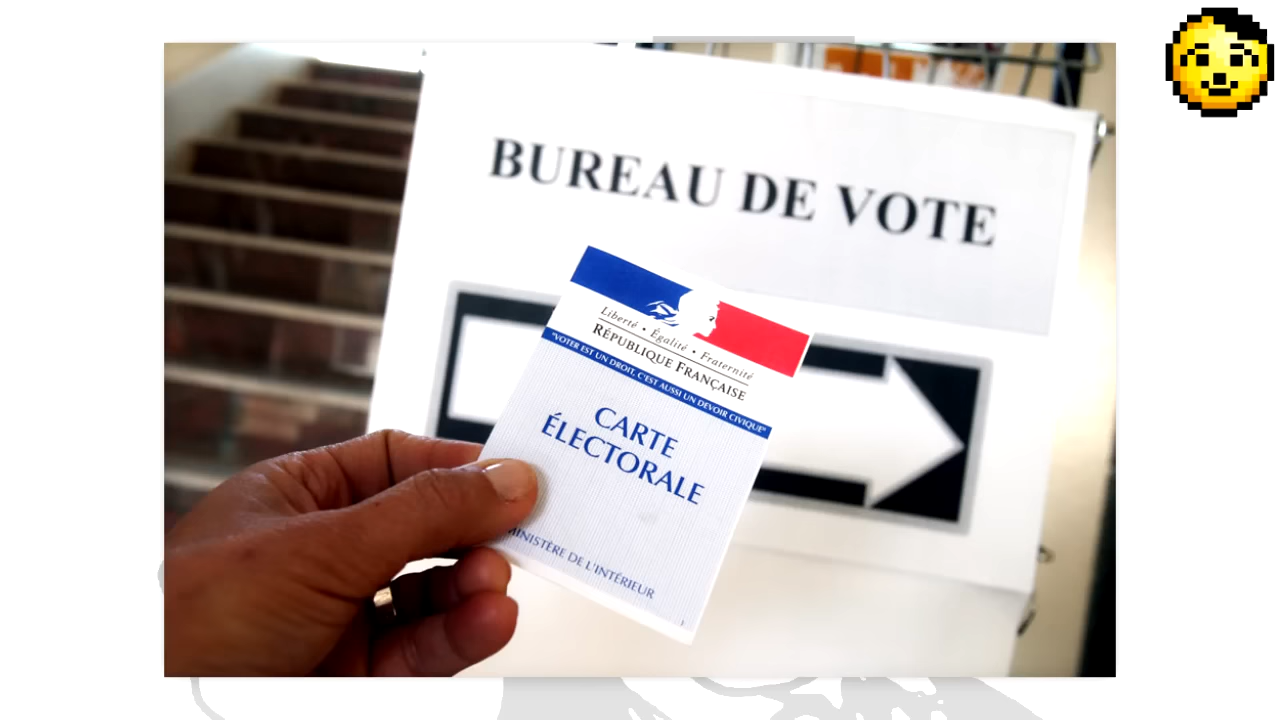 BUREAU DE VOTE
Liberté • Égalité • Fraternité
RÉPUBLIQUE FRANÇAISE
"VOTER EST UN DROIT, C'EST AUSSI UN DEVOIR CIVIQUE"
CARTE
ÉLECTORALE
MINISTÈRE DE L'INTÉRIEUR